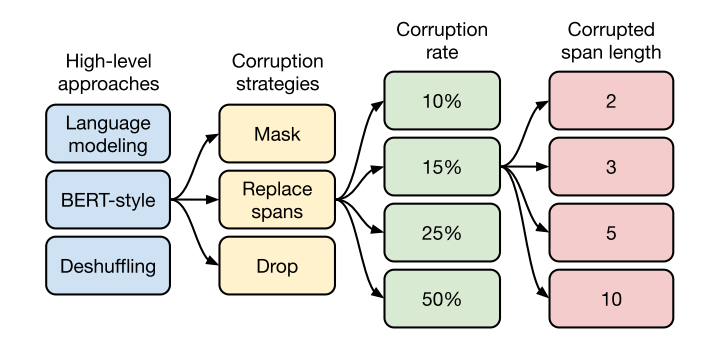 High-level
approaches
Language
modeling
BERT-style
Deshuffling
Corruption
strategies
Mask
Replace
spans
Drop
Corruption
rate
10%
15%
25%
50%
Corrupted
span length
2
3
5
10